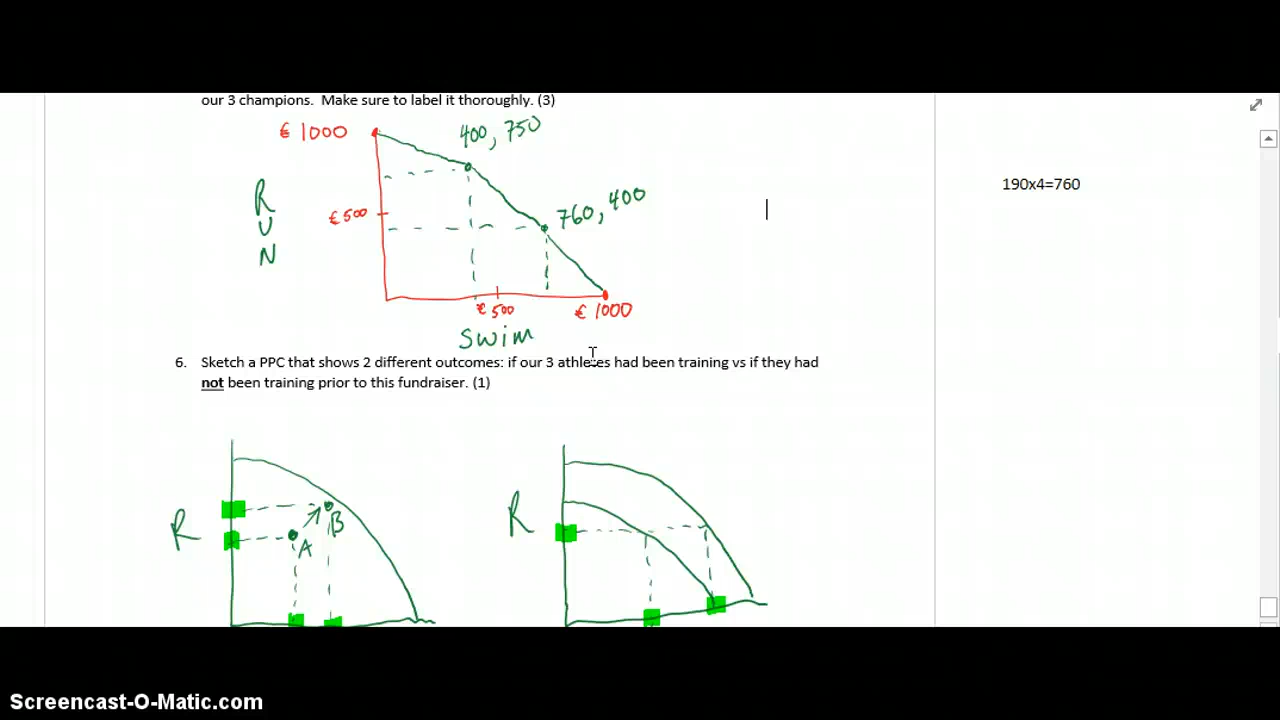 our 3 champions.  Make sure to label it thoroughly. (3)
€ 1000
400, 750
190x4=760
RUN
€ 500
760, 400
€ 500
€ 1000
Swim
6. Sketch a PPC that shows 2 different outcomes: if our 3 athletes had been training vs if they had
not been training prior to this fundraiser. (1)
R
B
A
R
Screencast-O-Matic.com